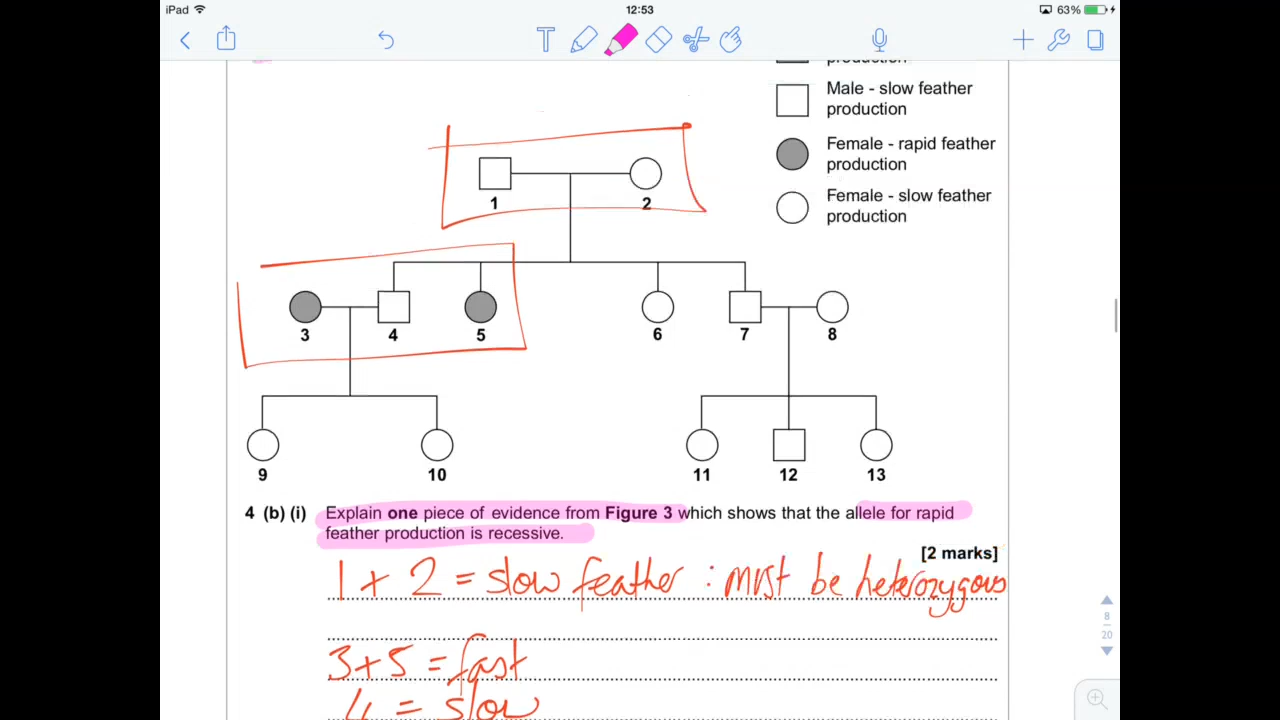 iPad 12:53 63%
production
Male - slow feather
production
Female - rapid feather
production
Female - slow feather
production
1 2
3 4 5 6 7 8
9 10 11 12 13
4 (b) (i) Explain one piece of evidence from Figure 3 which shows that the allele for rapid
feather production is recessive.
[2 marks]
1 + 2 = slow feather : must be heterozygous
3 + 5 = fast
4 = slow
8
20